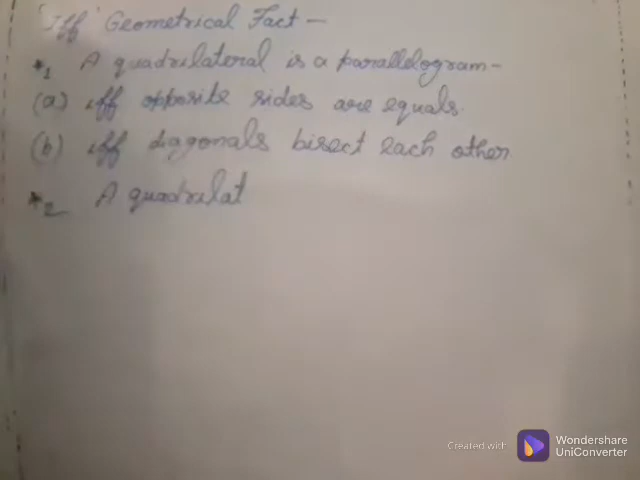 'Iff' Geometrical Fact –
*1 A quadrilateral is a parallelogram –
(a) iff opposite sides are equals.
(b) iff diagonals bisect each other
*2 A quadrilat
Created with Wondershare UniConverter